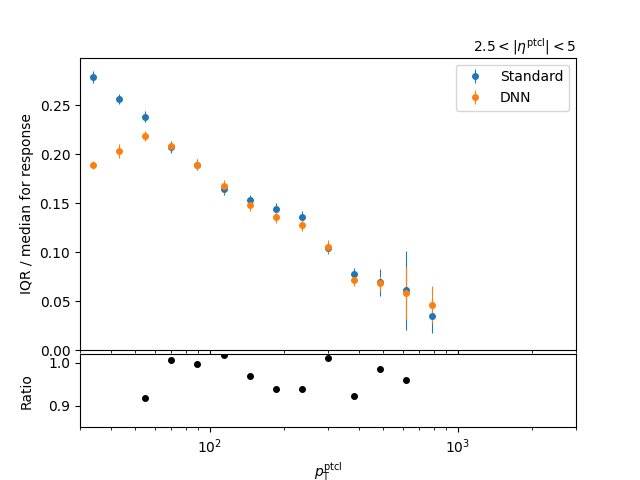 2.5 < |η^ptcl| < 5
Standard
DNN
IQR / median for response
0.25
0.20
0.15
0.10
0.05
0.00
Ratio
1.0
0.9
10^2
10^3
p_T^ptcl